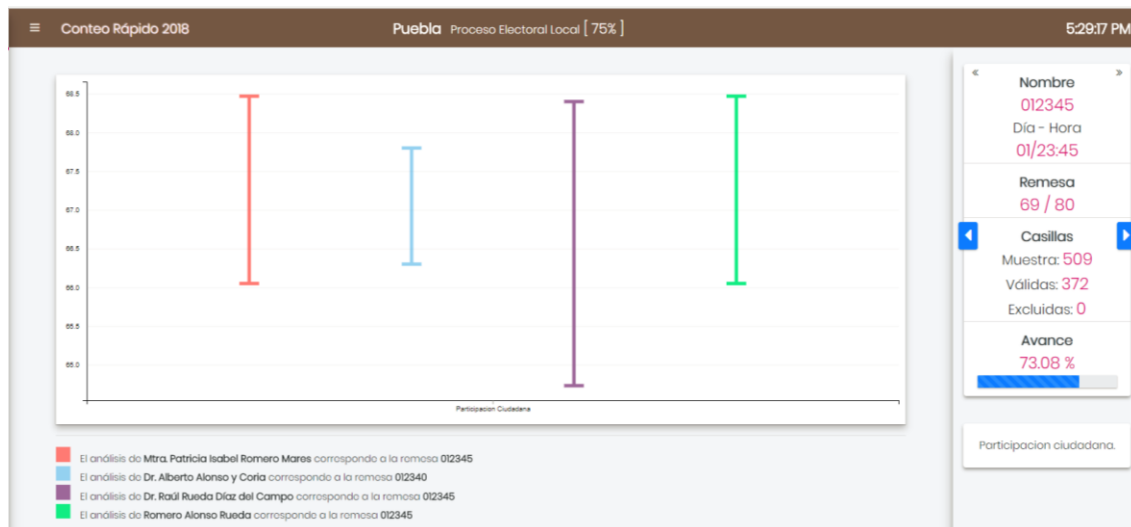 ≡ Conteo Rápido 2018 Puebla Proceso Electoral Local [ 75% ] 5:29:17 PM
68.5
68.0
67.5
67.0
66.5
66.0
65.5
65.0
Participacion Ciudadana
El análisis de Mtra. Patricia Isabel Romero Mares corresponde a la remesa 012345
El análisis de Dr. Alberto Alonso y Coria corresponde a la remesa 012340
El análisis de Dr. Raúl Rueda Díaz del Campo corresponde a la remesa 012345
El análisis de Romero Alonso Rueda corresponde a la remesa 012345
« »
Nombre
012345
Día - Hora
01/23:45
Remesa
69 / 80
Casillas
Muestra: 509
Válidas: 372
Excluidas: 0
Avance
73.08 %
Participacion ciudadana.